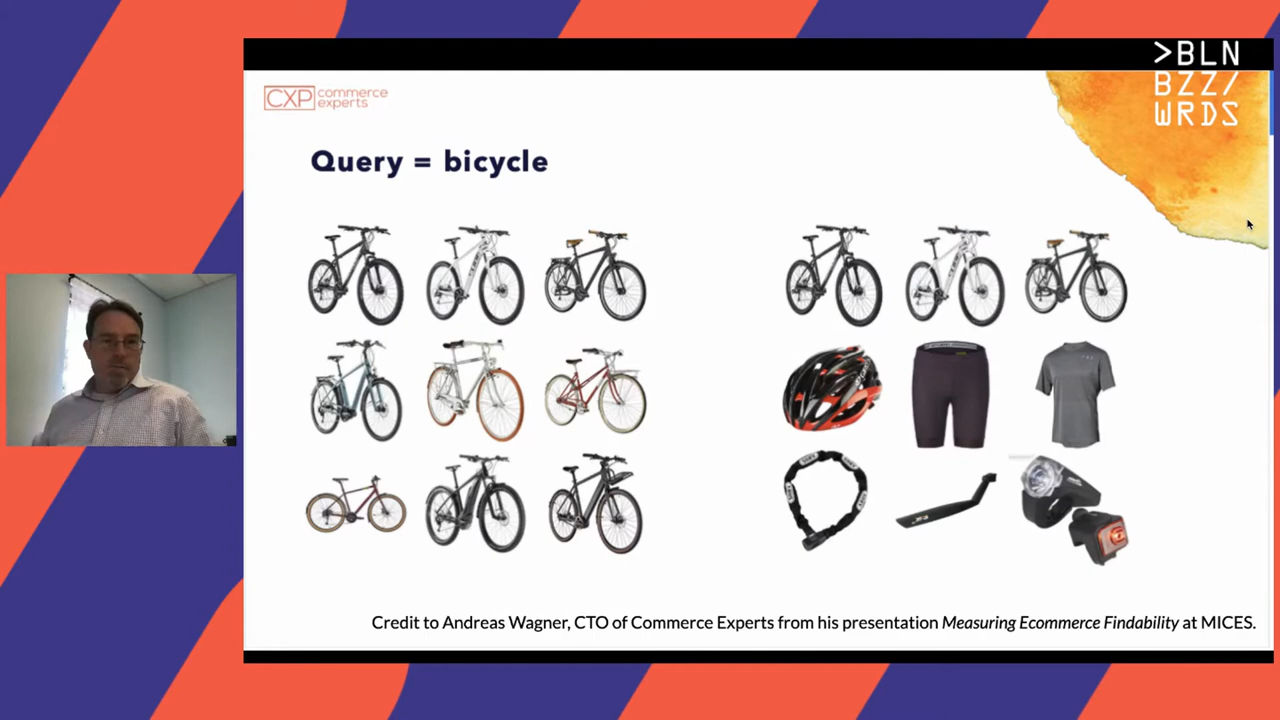 >BLN
BZZ/
WRDS
CXP commerce
experts
Query = bicycle
Credit to Andreas Wagner, CTO of Commerce Experts from his presentation Measuring Ecommerce Findability at MICES.